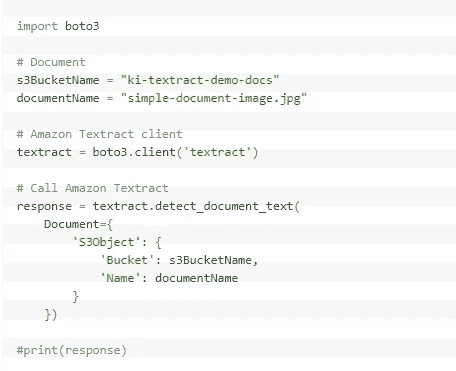 import boto3
# Document
s3BucketName = "ki-textract-demo-docs"
documentName = "simple-document-image.jpg"
# Amazon Textract client
textract = boto3.client('textract')
# Call Amazon Textract
response = textract.detect_document_text(
    Document={
        'S3Object': {
            'Bucket': s3BucketName,
            'Name': documentName
        }
    })
#print(response)